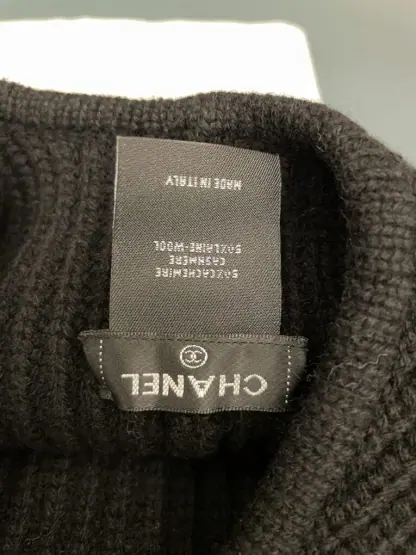 CHANEL
50%CACHEMIRE
CASHMERE
50%LAINE-WOOL
MADE IN ITALY